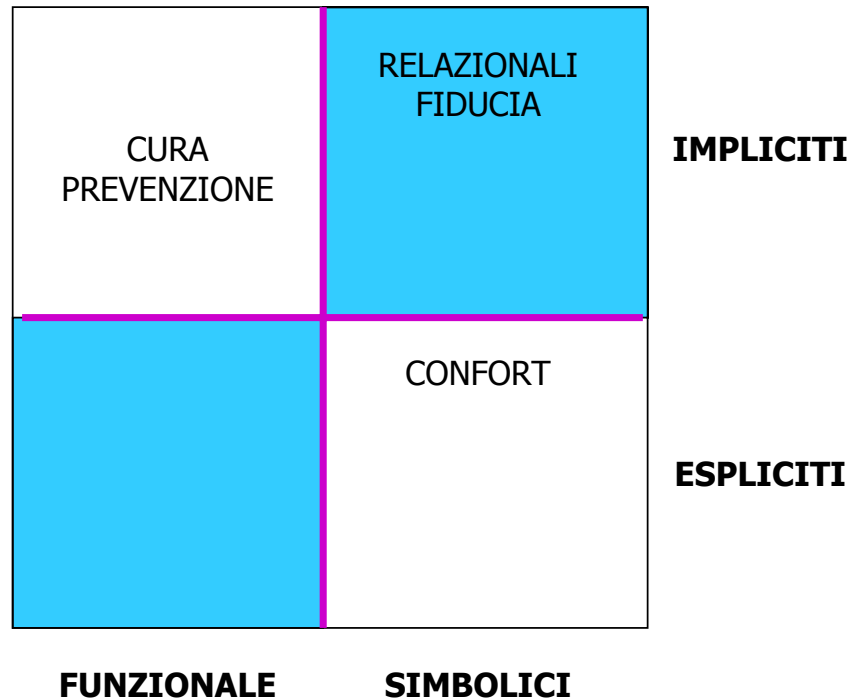 RELAZIONALI
FIDUCIA
CURA
PREVENZIONE
IMPLICITI
CONFORT
ESPLICITI
FUNZIONALE
SIMBOLICI